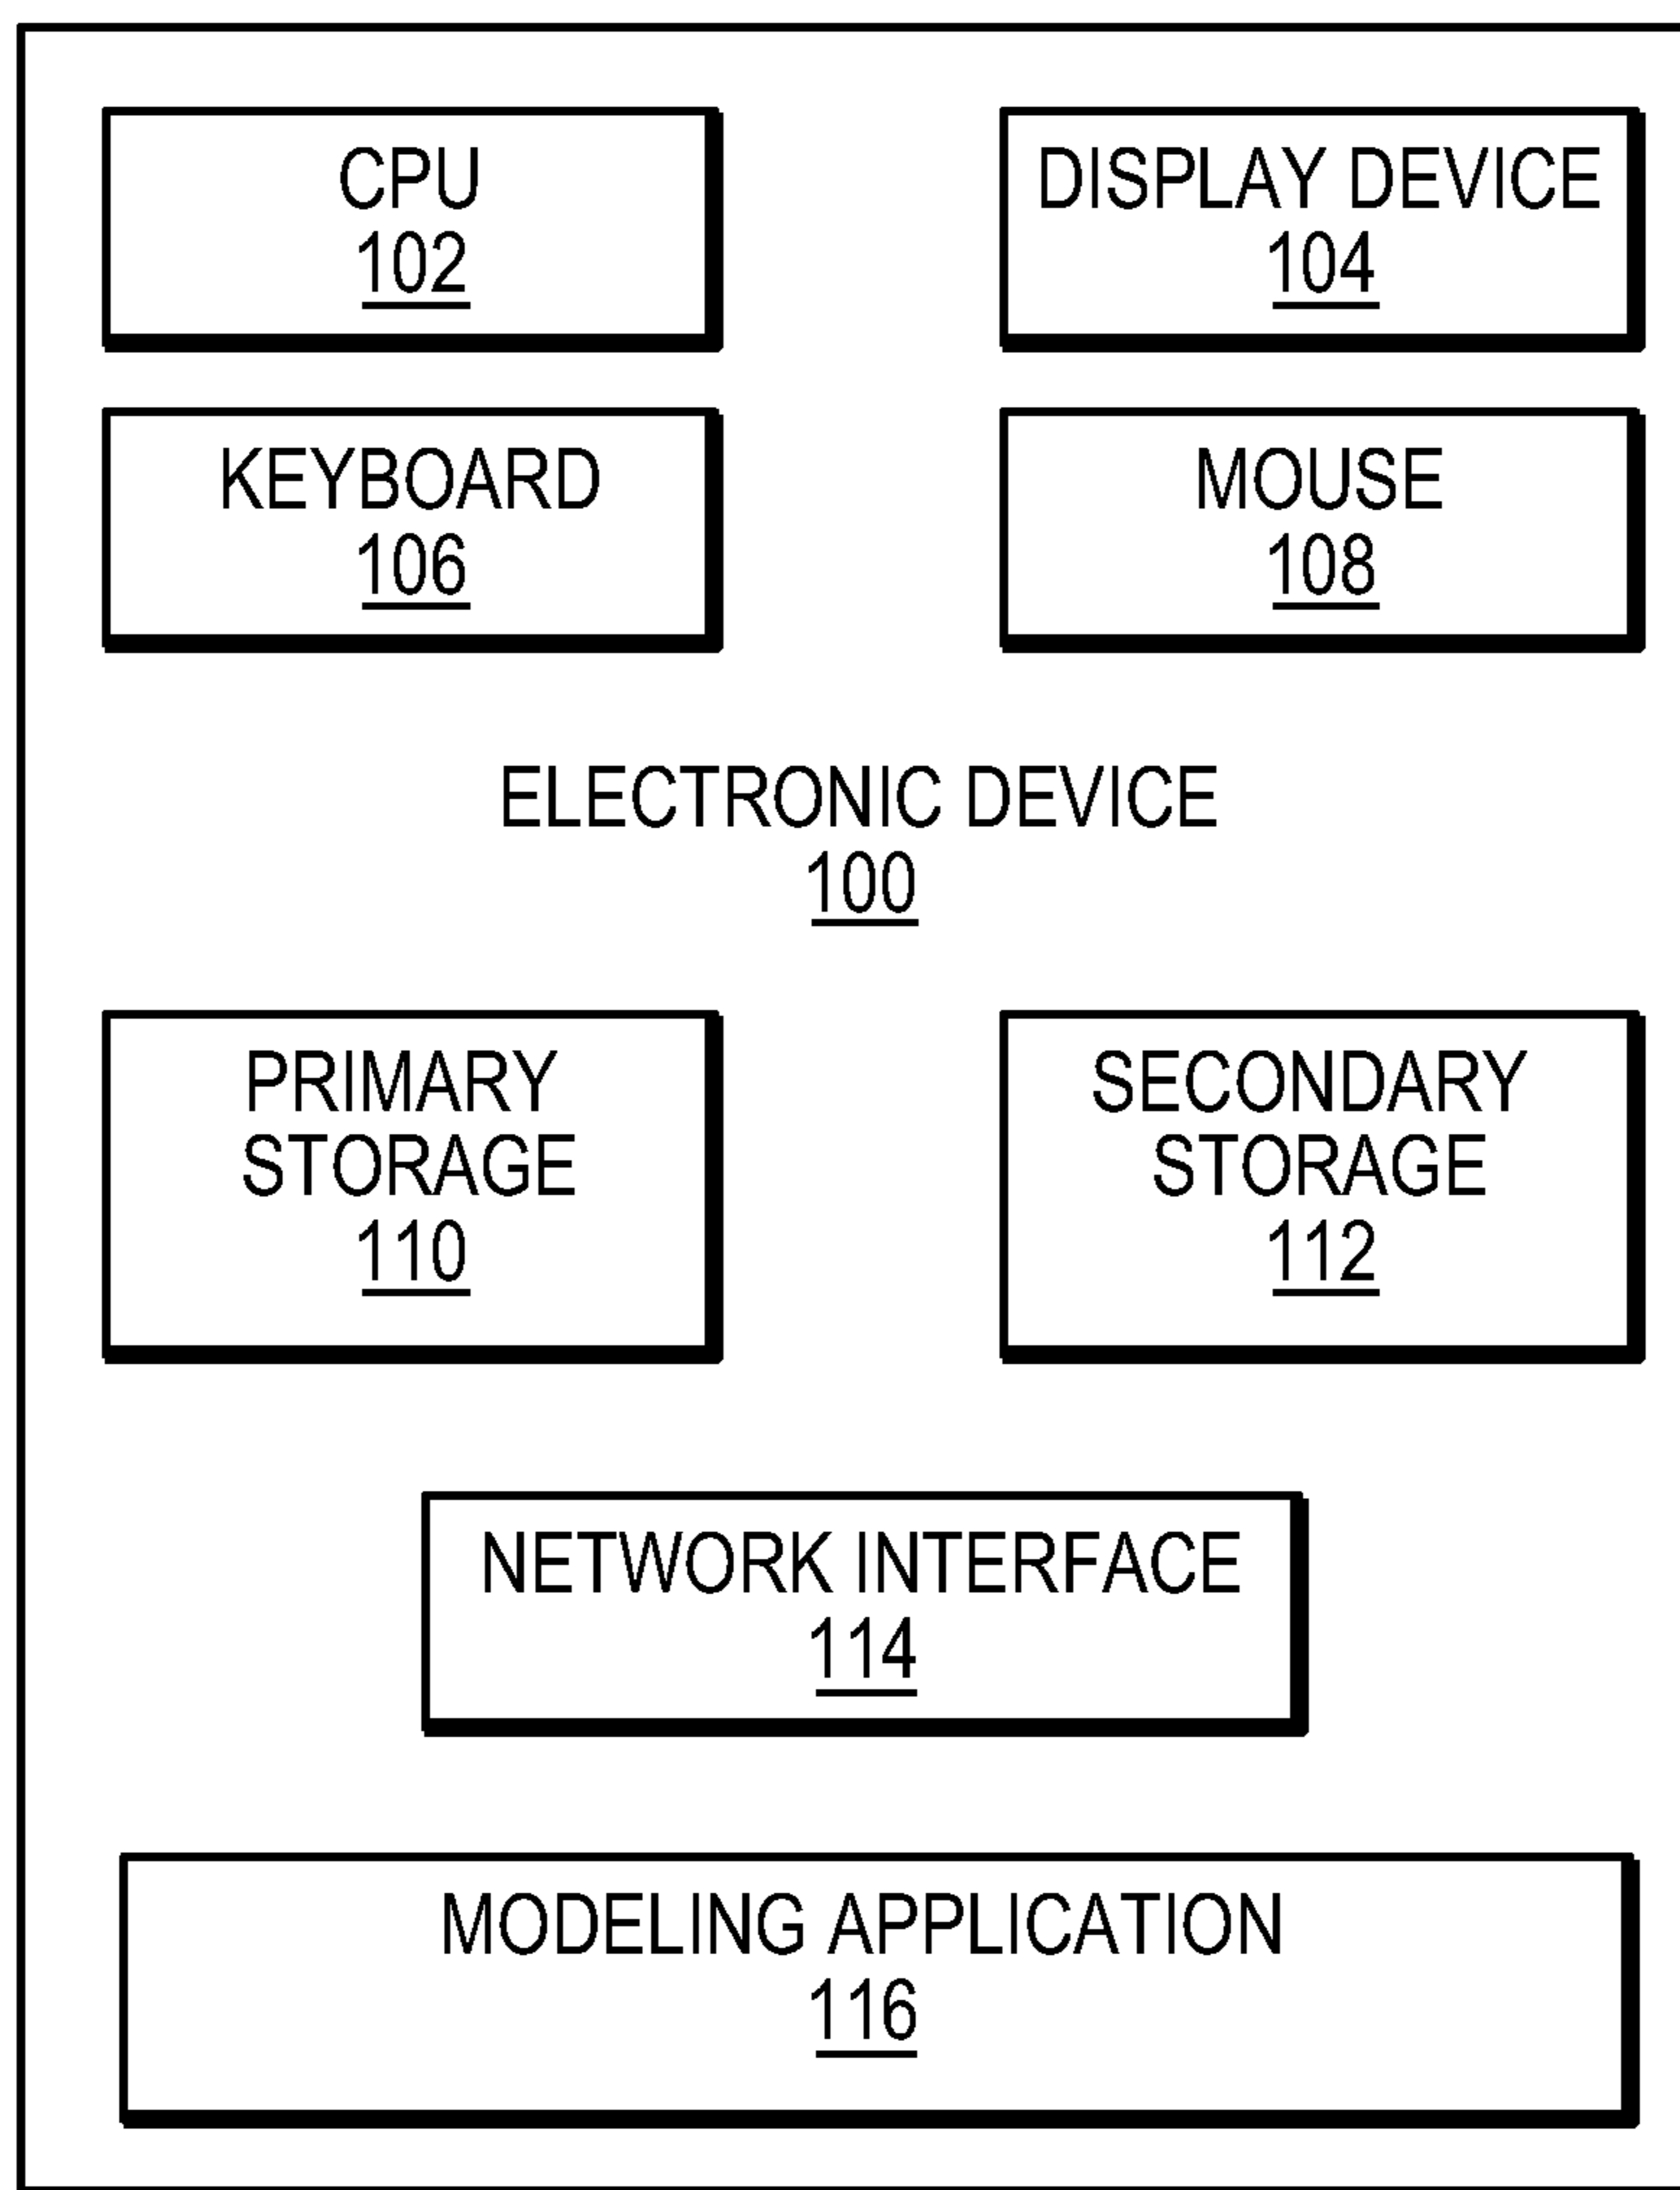 CPU
102
DISPLAY DEVICE
104
KEYBOARD
106
MOUSE
108
ELECTRONIC DEVICE
100
PRIMARY
STORAGE
110
SECONDARY
STORAGE
112
NETWORK INTERFACE
114
MODELING APPLICATION
116